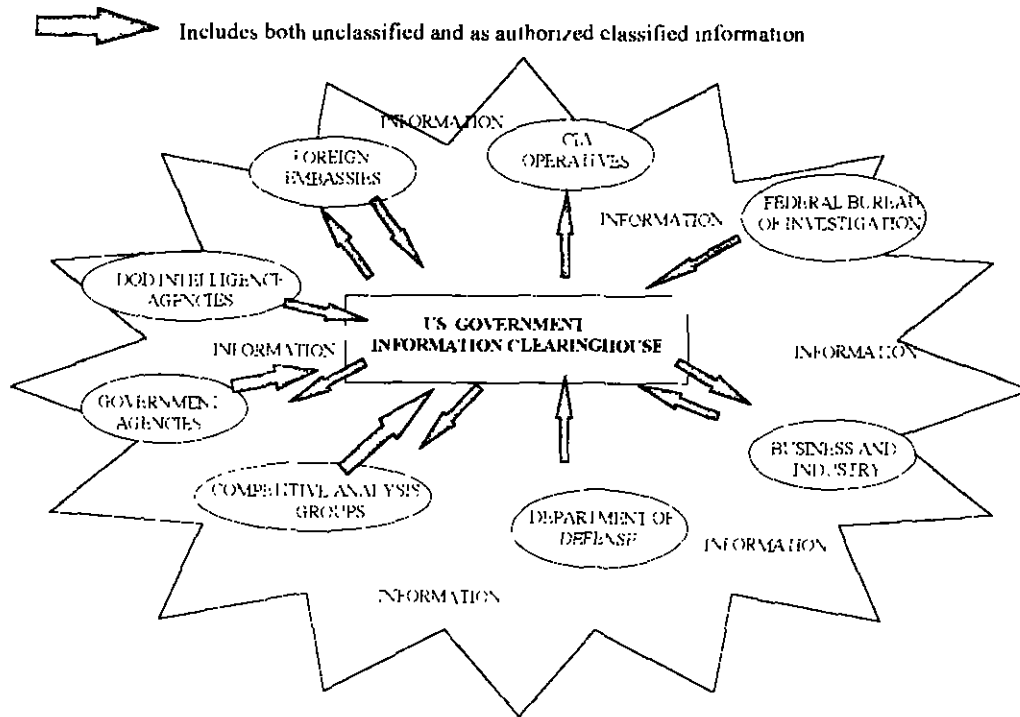 Includes both unclassified and as authorized classified information
INFORMATION
FOREIGN
EMBASSIES
CIA
OPERATIVES
INFORMATION
FEDERAL BUREAU
OF INVESTIGATION
DOD INTELLIGENCE
AGENCIES
US GOVERNMENT
INFORMATION CLEARINGHOUSE
INFORMATION
INFORMATION
GOVERNMENT
AGENCIES
BUSINESS AND
INDUSTRY
COMPETITIVE ANALYSIS
GROUPS
DEPARTMENT OF
DEFENSE
INFORMATION
INFORMATION